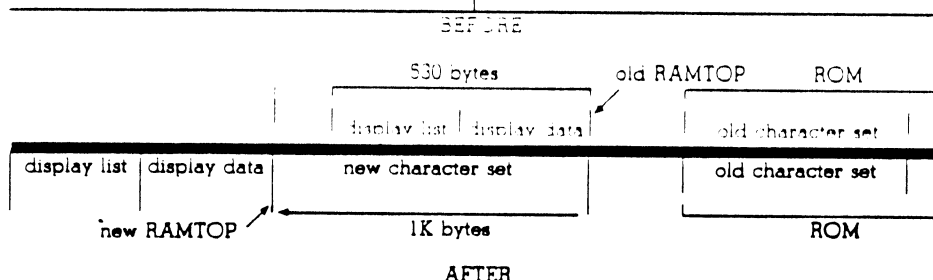 BEFORE
530 bytes old RAMTOP ROM
display list display data old character set
display list display data new character set old character set
new RAMTOP 1K bytes ROM
AFTER